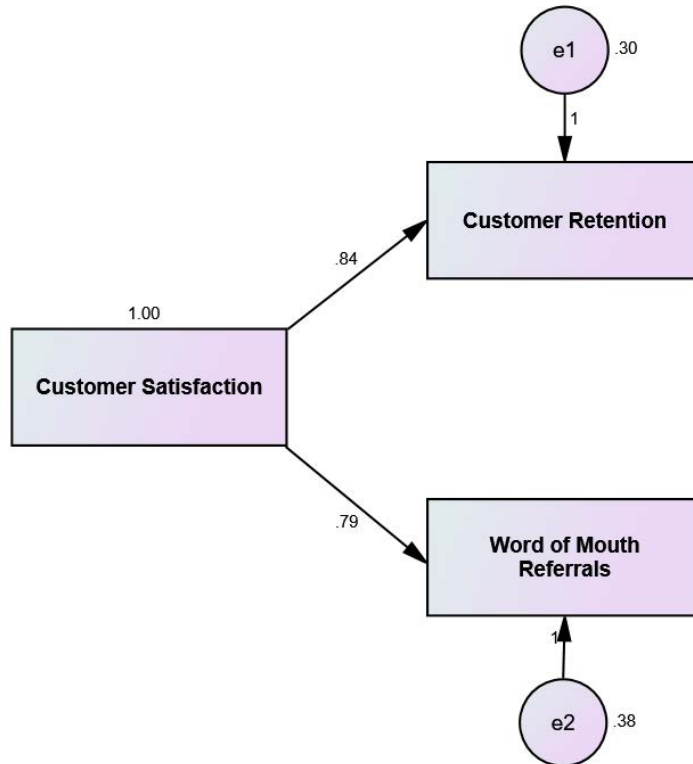 e1
.30
1
Customer Retention
.84
1.00
Customer Satisfaction
.79
Word of Mouth
Referrals
1
e2
.38